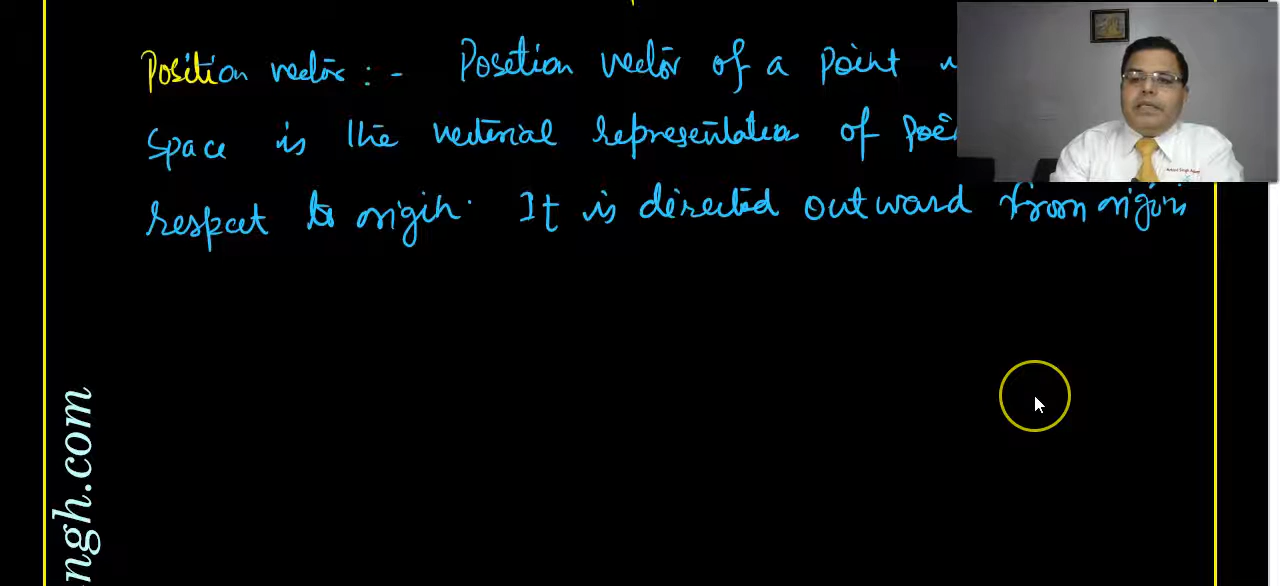 Position vector : - Position vector of a point
space is the vectorial representation of
respect to origin. It is directed outward from origin
ngh.com